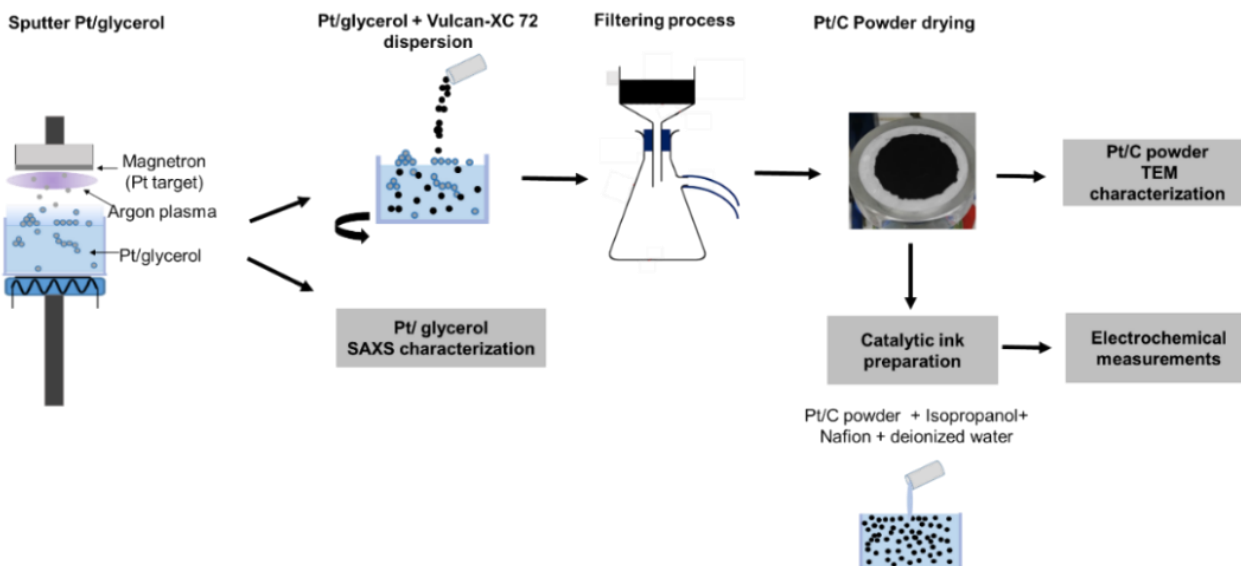 Sputter Pt/glycerol
Pt/glycerol + Vulcan-XC 72
dispersion
Filtering process
Pt/C Powder drying
Magnetron
(Pt target)
Argon plasma
Pt/glycerol
Pt/C powder
TEM
characterization
Pt/ glycerol
SAXS characterization
Catalytic ink
preparation
Electrochemical
measurements
Pt/C powder + Isopropanol+
Nafion + deionized water